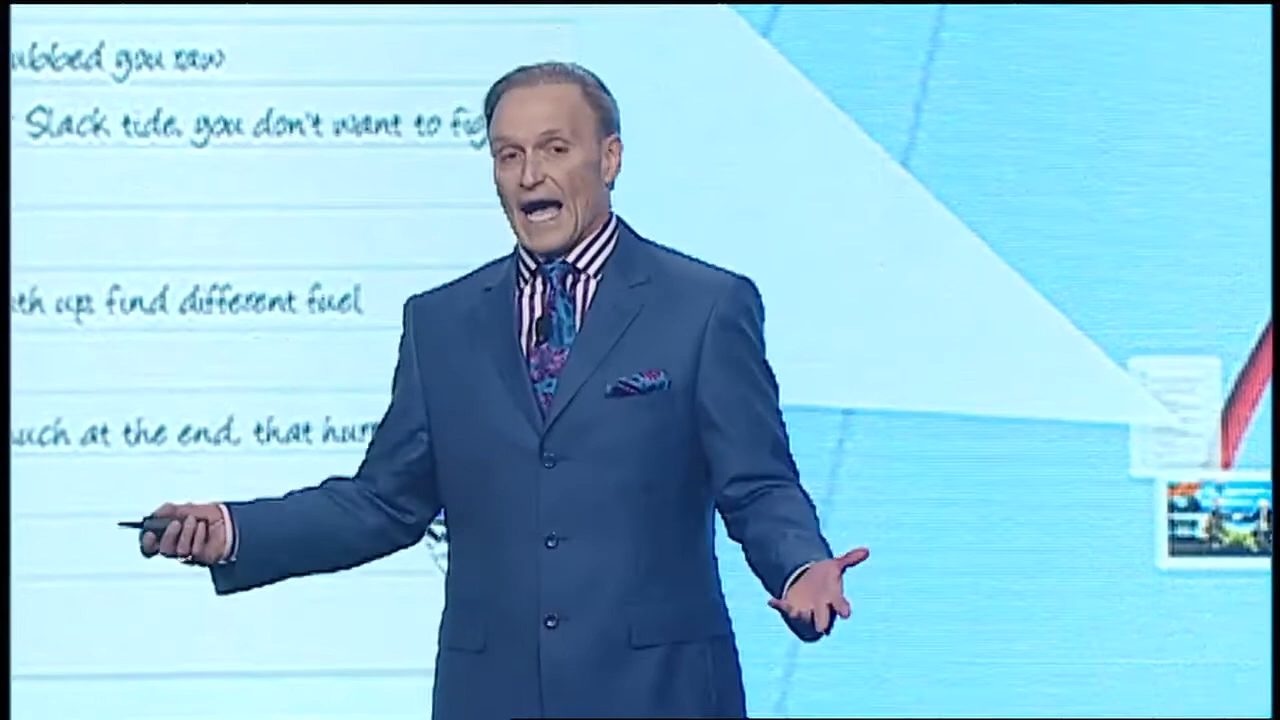 ubbed you raw
Slack tide, you don't want to fig
th up, find different fuel
uch at the end, that hur